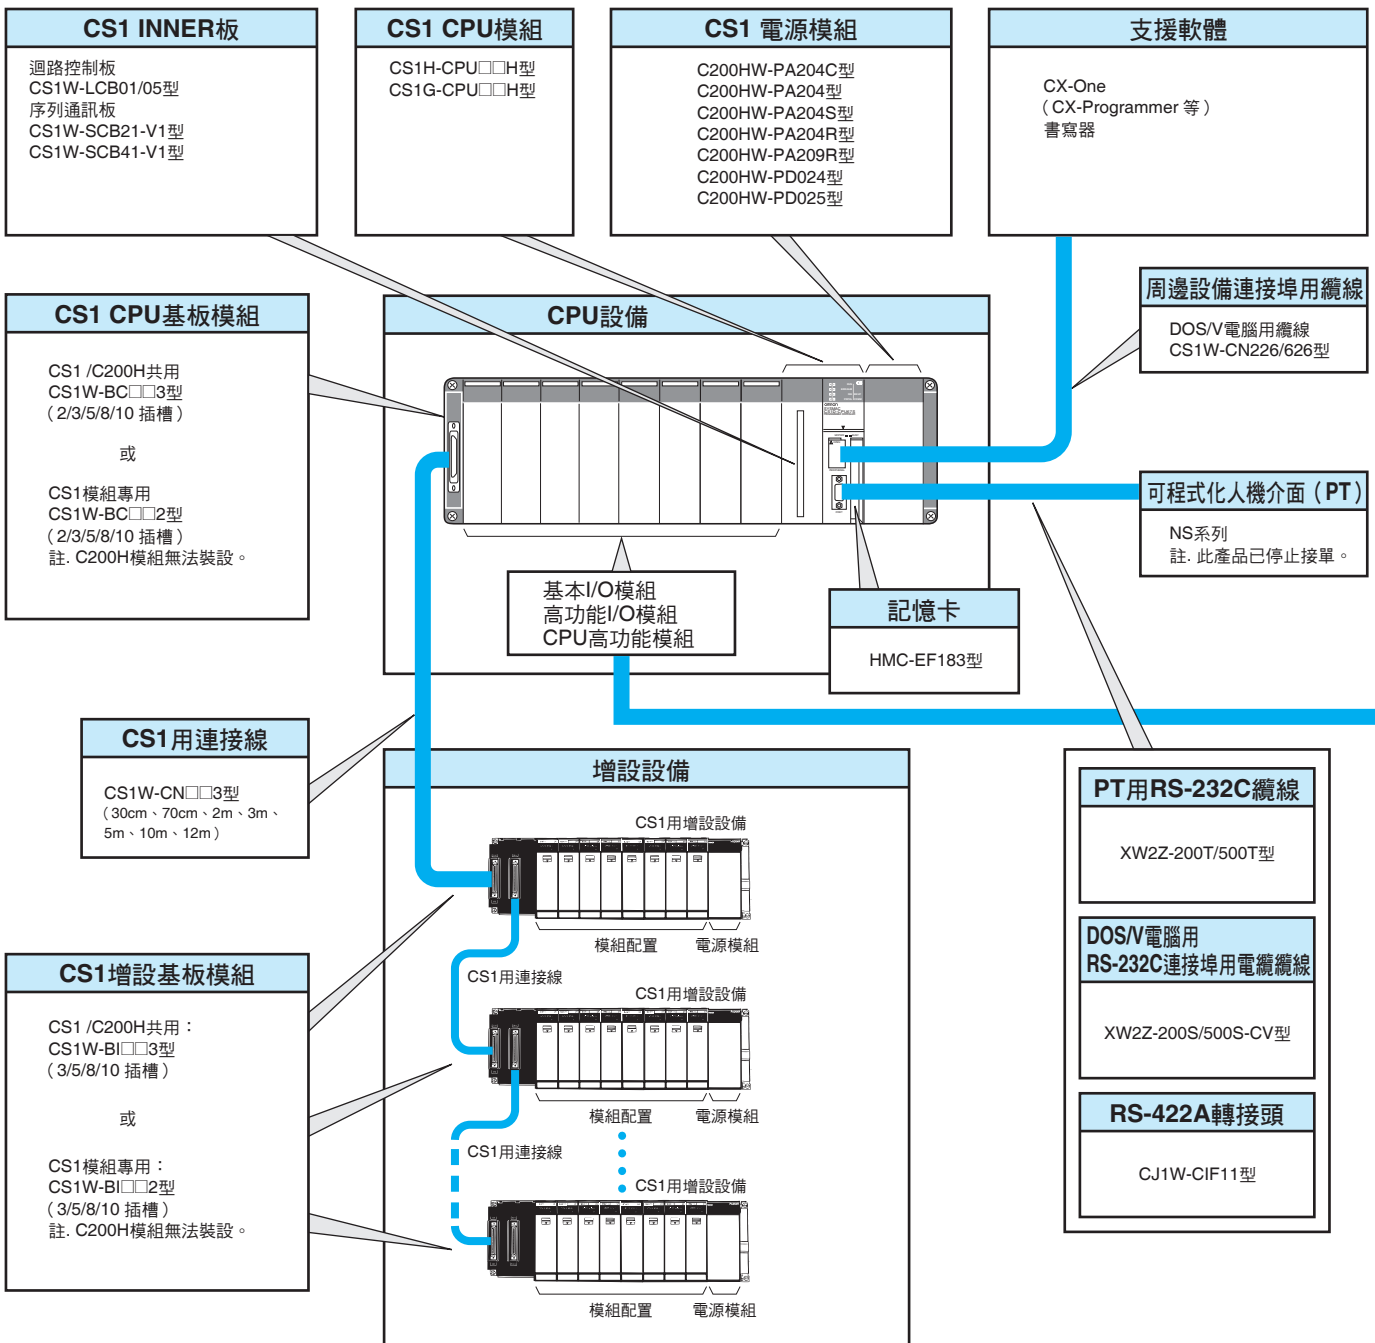 CS1 INNER板
迴路控制板
CS1W-LCB01/05型
序列通訊板
CS1W-SCB21-V1型
CS1W-SCB41-V1型
CS1 CPU模組
CS1H-CPU□□H型
CS1G-CPU□□H型
CS1 電源模組
C200HW-PA204C型
C200HW-PA204型
C200HW-PA204S型
C200HW-PA204R型
C200HW-PA209R型
C200HW-PD024型
C200HW-PD025型
支援軟體
CX-One
（CX-Programmer 等）
書寫器
周邊設備連接埠用纜線
DOS/V電腦用纜線
CS1W-CN226/626型
CS1 CPU基板模組
CS1 /C200H共用
CS1W-BC□□3型
（2/3/5/8/10 插槽）
或
CS1模組專用
CS1W-BC□□2型
（2/3/5/8/10 插槽）
註. C200H模組無法裝設。
CPU設備
基本I/O模組
高功能I/O模組
CPU高功能模組
記憶卡
HMC-EF183型
可程式化人機介面（PT）
NS系列
註. 此產品已停止接單。
CS1用連接線
CS1W-CN□□3型
（30cm、70cm、2m、3m、
5m、10m、12m）
增設設備
CS1用增設設備
模組配置
電源模組
CS1用連接線
CS1用增設設備
模組配置
電源模組
CS1用連接線
CS1用增設設備
模組配置
電源模組
CS1增設基板模組
CS1 /C200H共用：
CS1W-BI□□3型
（3/5/8/10 插槽）
或
CS1模組專用：
CS1W-BI□□2型
（3/5/8/10 插槽）
註. C200H模組無法裝設。
PT用RS-232C纜線
XW2Z-200T/500T型
DOS/V電腦用
RS-232C連接埠用電纜纜線
XW2Z-200S/500S-CV型
RS-422A轉接頭
CJ1W-CIF11型